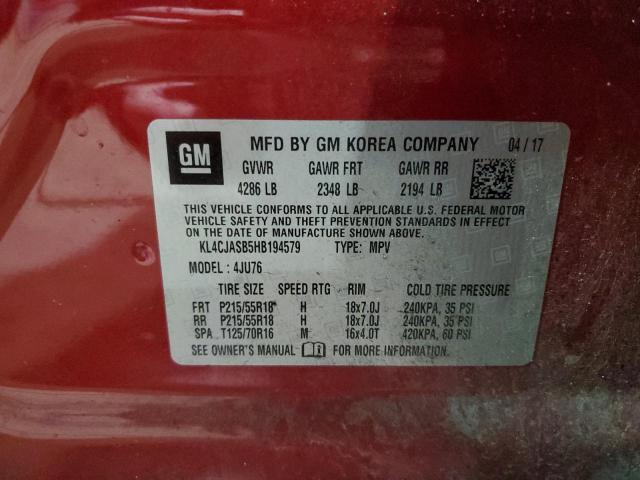 GM
MFD BY GM KOREA COMPANY 04 / 17
GVWR GAWR FRT GAWR RR
4286 LB 2348 LB 2194 LB
THIS VEHICLE CONFORMS TO ALL APPLICABLE U.S. FEDERAL MOTOR
VEHICLE SAFETY AND THEFT PREVENTION STANDARDS IN EFFECT
ON THE DATE OF MANUFACTURE SHOWN ABOVE.
KL4CJASB5HB194579 TYPE: MPV
MODEL: 4JU76
TIRE SIZE SPEED RTG RIM COLD TIRE PRESSURE
FRT P215/55R18 H 18x7.0J 240KPA, 35 PSI
RR P215/55R18 H 18x7.0J 240KPA, 35 PSI
SPA T125/70R16 M 16x4.0T 420KPA, 60 PSI
SEE OWNER'S MANUAL FOR MORE INFORMATION.